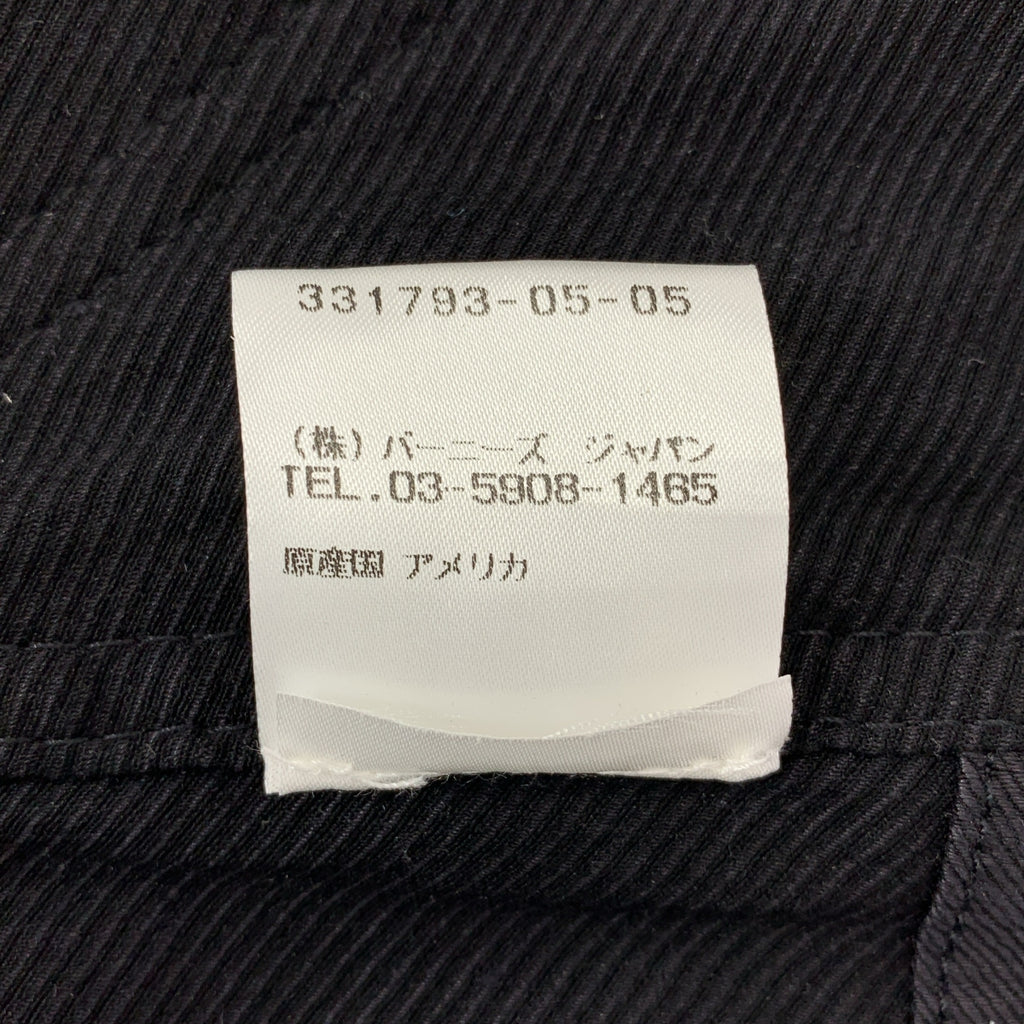 331793-05-05
(株)バーニーズ ジャパン
TEL.03-5908-1465
原産国 アメリカ